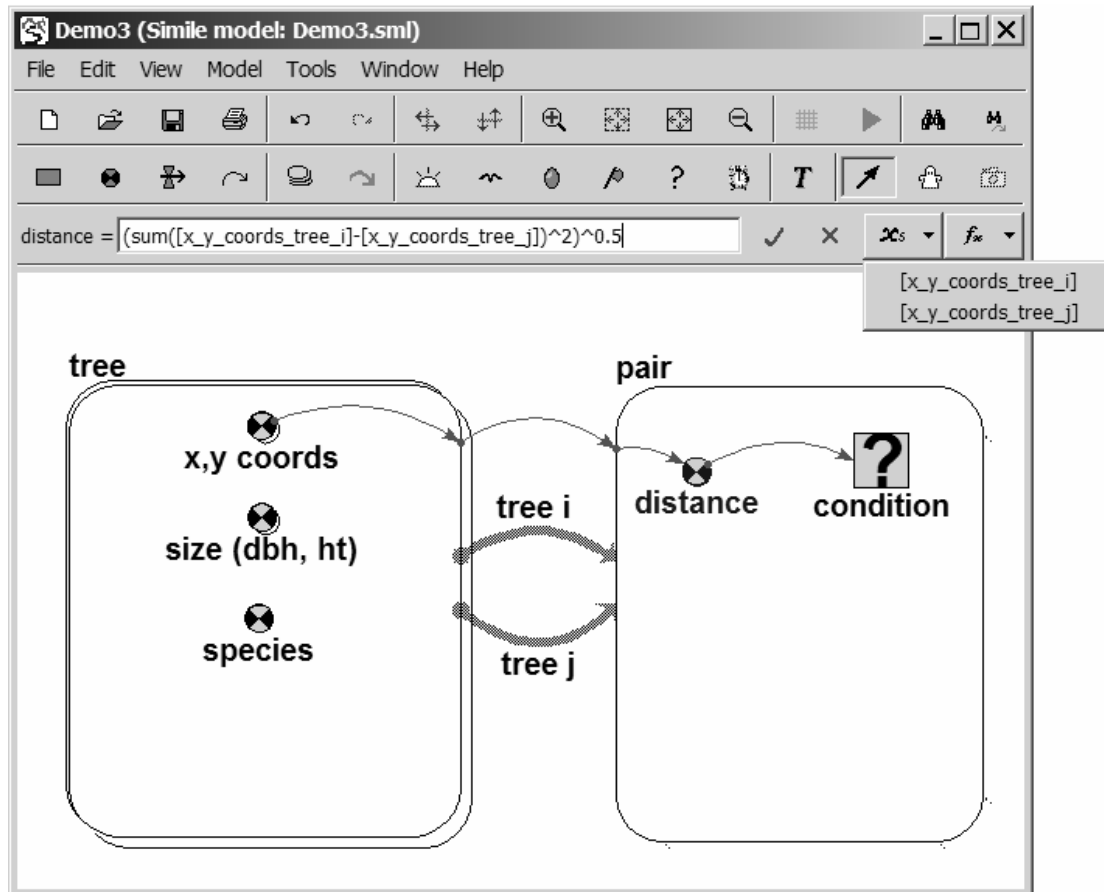 Demo3 (Simile model: Demo3.sml)
File Edit View Model Tools Window Help
distance = (sum([x_y_coords_tree_i]-[x_y_coords_tree_j])^2)^0.5
[x_y_coords_tree_i]
[x_y_coords_tree_j]
tree
pair
x,y coords
distance
condition
tree i
size (dbh, ht)
species
tree j